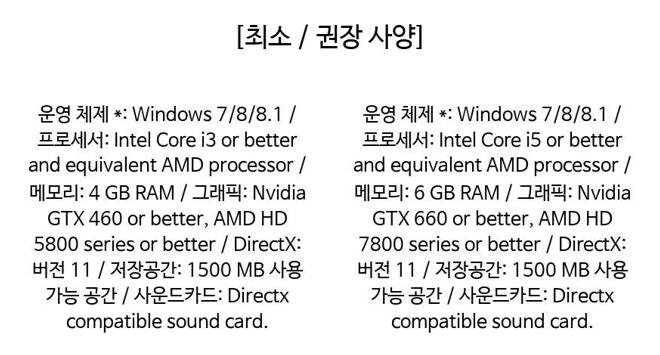 [최소 / 권장 사양]
운영 체제 *: Windows 7/8/8.1 /
프로세서: Intel Core i3 or better
and equivalent AMD processor /
메모리: 4 GB RAM / 그래픽: Nvidia
GTX 460 or better, AMD HD
5800 series or better / DirectX:
버전 11 / 저장공간: 1500 MB 사용
가능 공간 / 사운드카드: Directx
compatible sound card.
운영 체제 *: Windows 7/8/8.1 /
프로세서: Intel Core i5 or better
and equivalent AMD processor /
메모리: 6 GB RAM / 그래픽: Nvidia
GTX 660 or better, AMD HD
7800 series or better / DirectX:
버전 11 / 저장공간: 1500 MB 사용
가능 공간 / 사운드카드: Directx
compatible sound card.